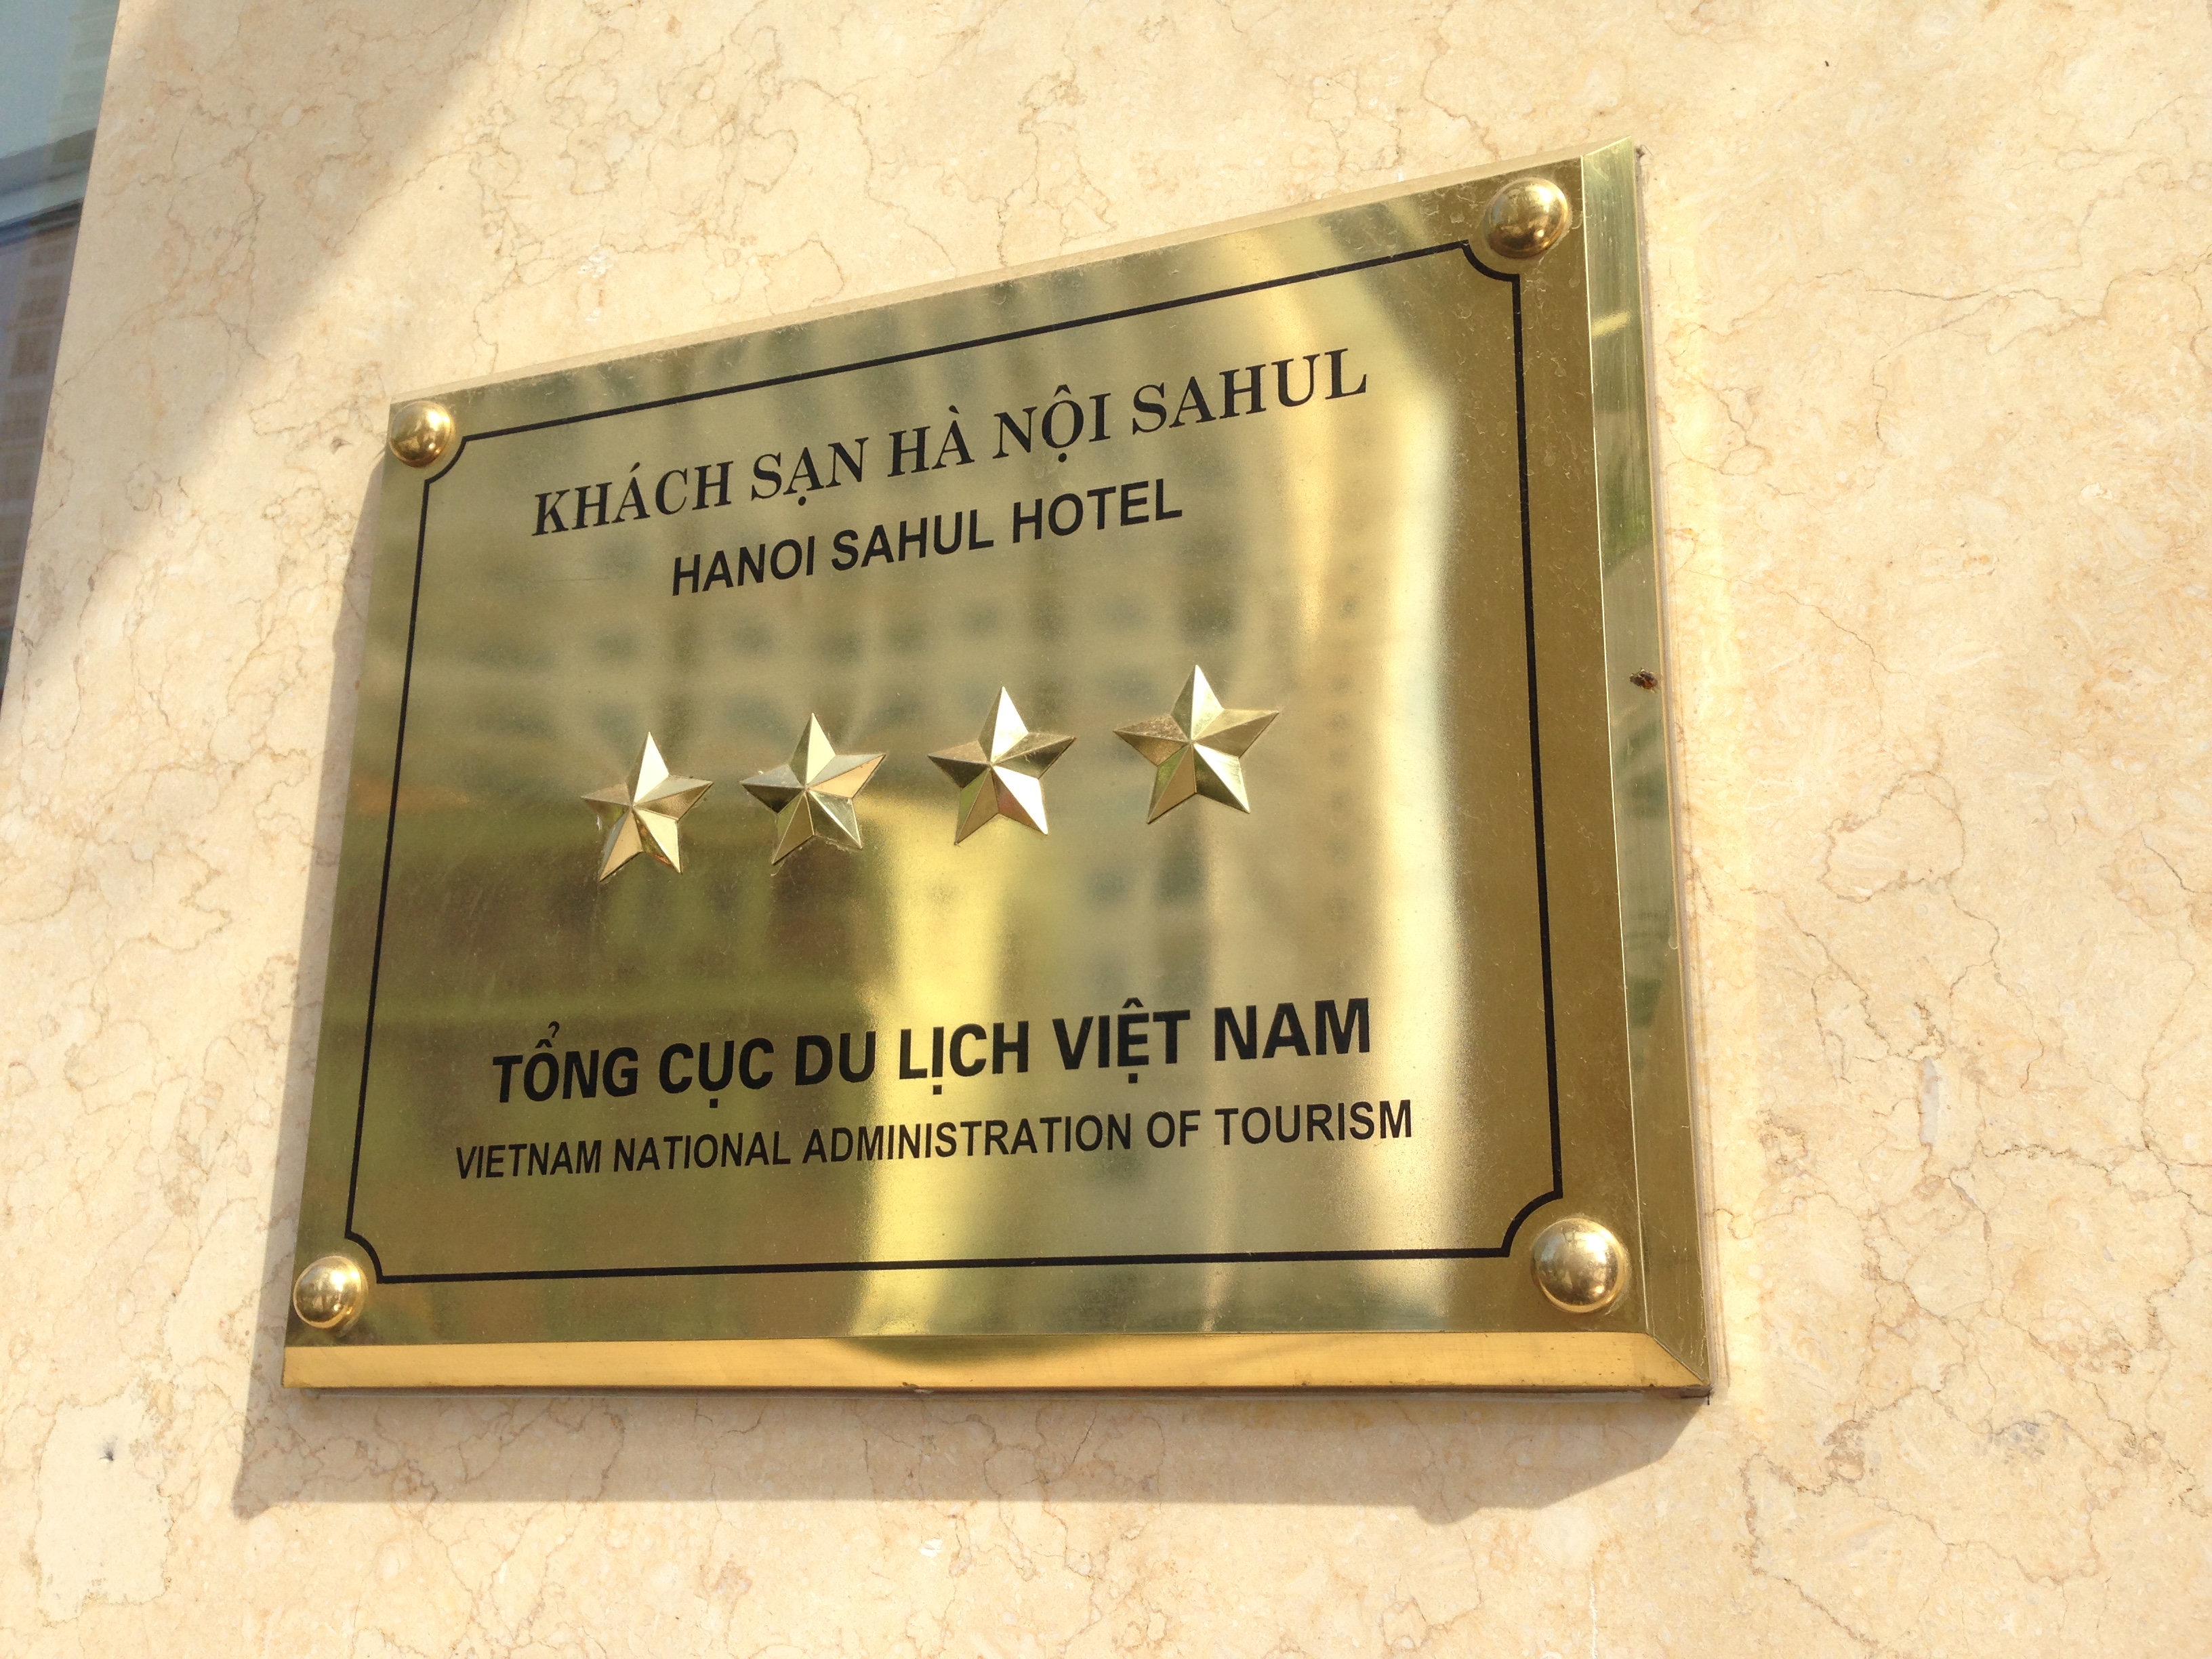 KHÁCH SẠN HÀ NỘI SAHUL
HANOI SAHUL HOTEL
TỔNG CỤC DU LỊCH VIỆT NAM
VIETNAM NATIONAL ADMINISTRATION OF TOURISM